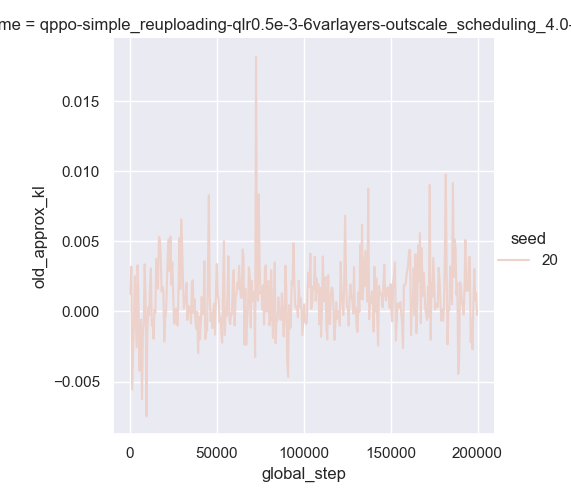 me = qppo-simple_reuploading-qlr0.5e-3-6varlayers-outscale_scheduling_4.0-
0.015
0.010
0.005
0.000
−0.005
old_approx_kl
seed
20
0
50000
100000
150000
200000
global_step